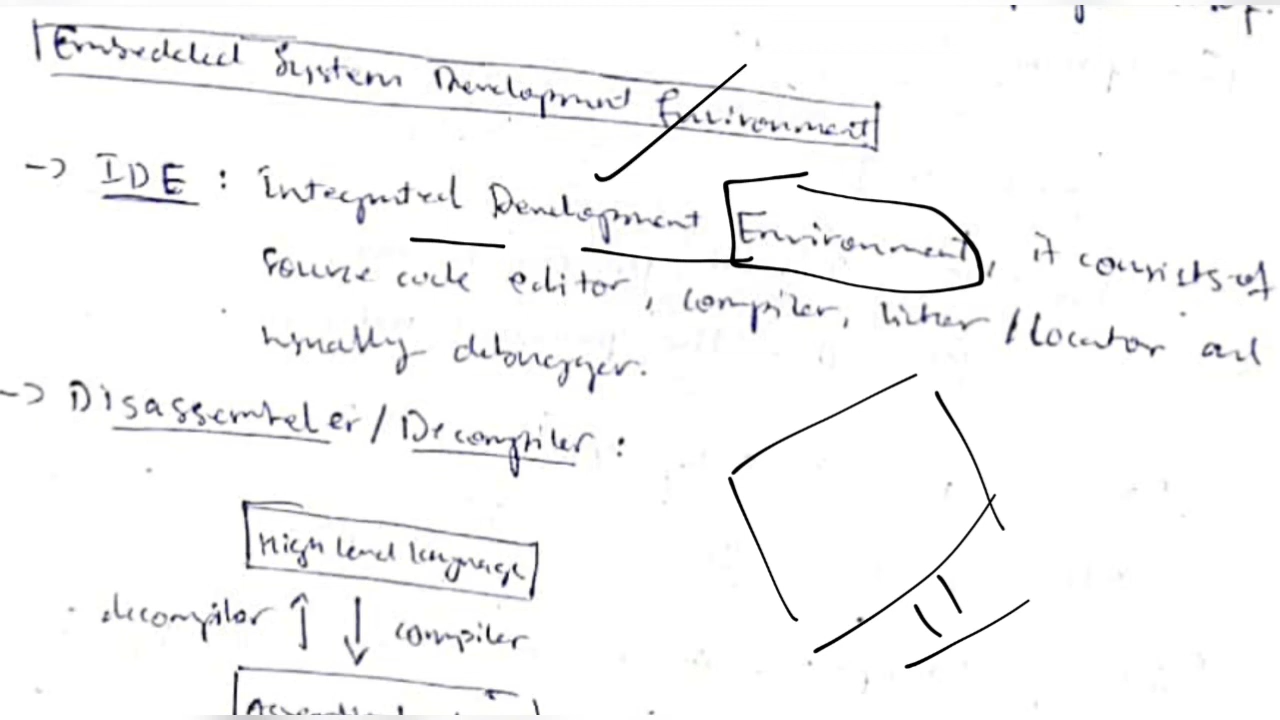 Embedded System Development Environment
-> IDE : Integrated Development Environment, it consists of
source code editor, compiler, linker / locator and
usually debugger.
-> Disassembler / Decompiler :
High level language
decompiler ↑ ↓ compiler